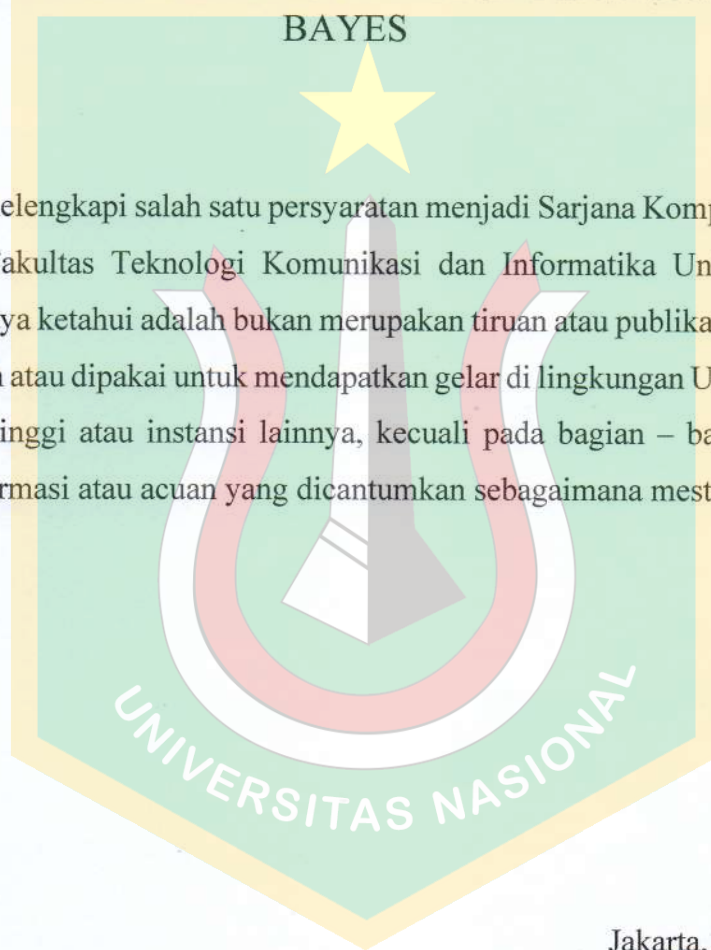 BAYES
elengkapi salah satu persyaratan menjadi Sarjana Komp
akultas Teknologi Komunikasi dan Informatika Un
ya ketahui adalah bukan merupakan tiruan atau publika
atau dipakai untuk mendapatkan gelar di lingkungan U
inggi atau instansi lainnya, kecuali pada bagian – ba
rmasi atau acuan yang dicantumkan sebagaimana mest
UNIVERSITAS NASIONAL
Jakarta,